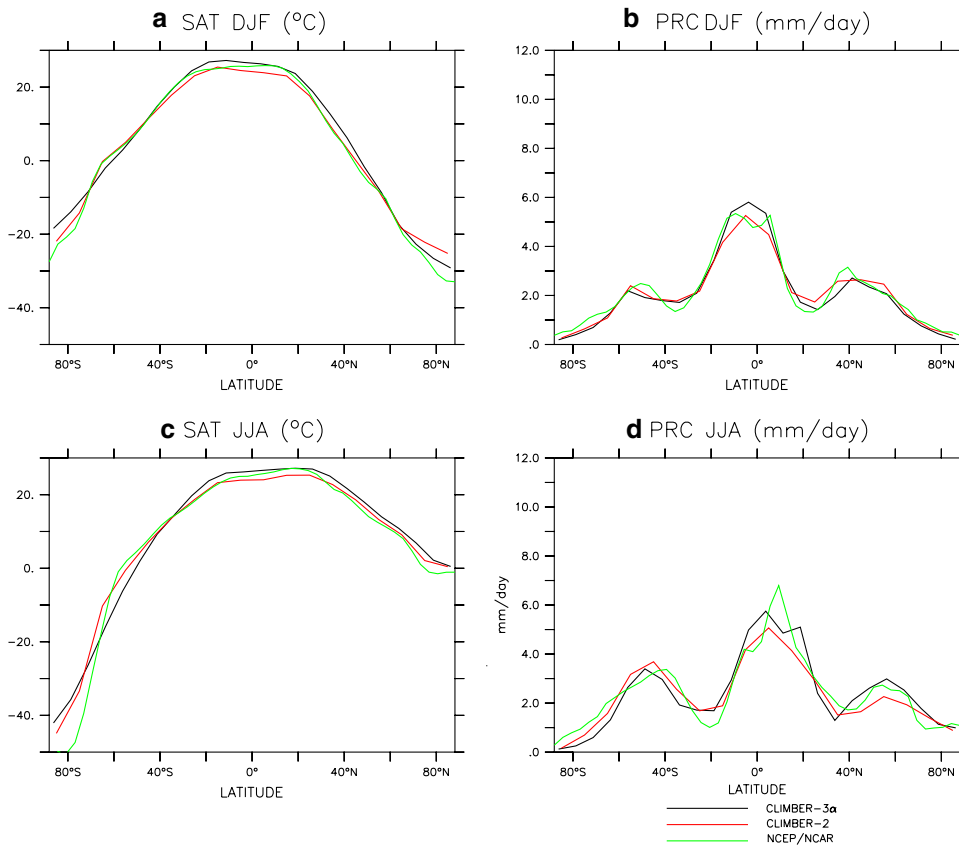 a SAT DJF (°C)
b PRC DJF (mm/day)
20.
0.
−20.
−40.
80°S 40°S 0° 40°N 80°N
LATITUDE
12.0
10.0
8.0
6.0
4.0
2.0
.0
80°S 40°S 0° 40°N 80°N
LATITUDE
c SAT JJA (°C)
d PRC JJA (mm/day)
20.
0.
−20.
−40.
80°S 40°S 0° 40°N 80°N
LATITUDE
mm/day
12.0
10.0
8.0
6.0
4.0
2.0
.0
80°S 40°S 0° 40°N 80°N
LATITUDE
CLIMBER−3α
CLIMBER−2
NCEP/NCAR